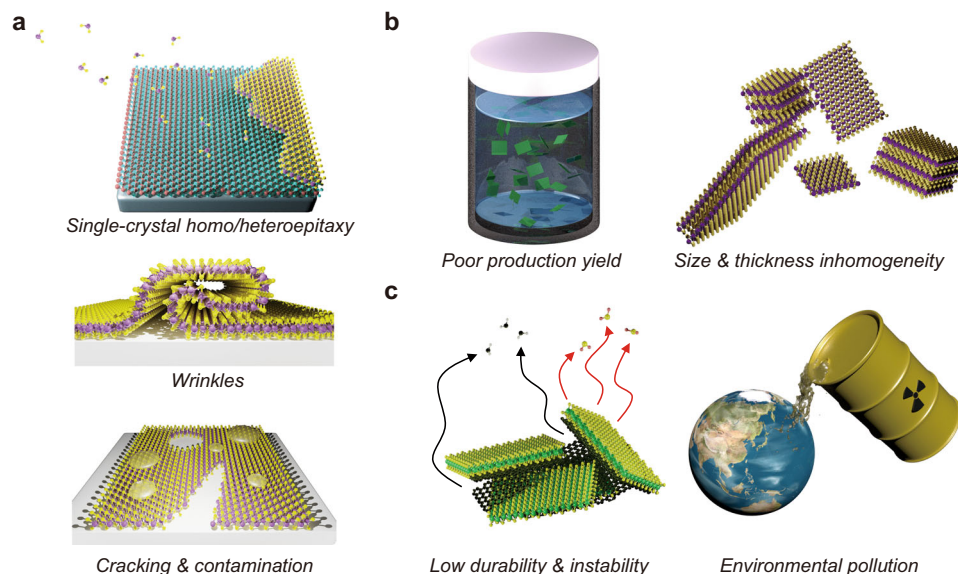 a
Single-crystal homo/heteroepitaxy
Wrinkles
Cracking & contamination
b
Poor production yield
Size & thickness inhomogeneity
c
Low durability & instability
Environmental pollution